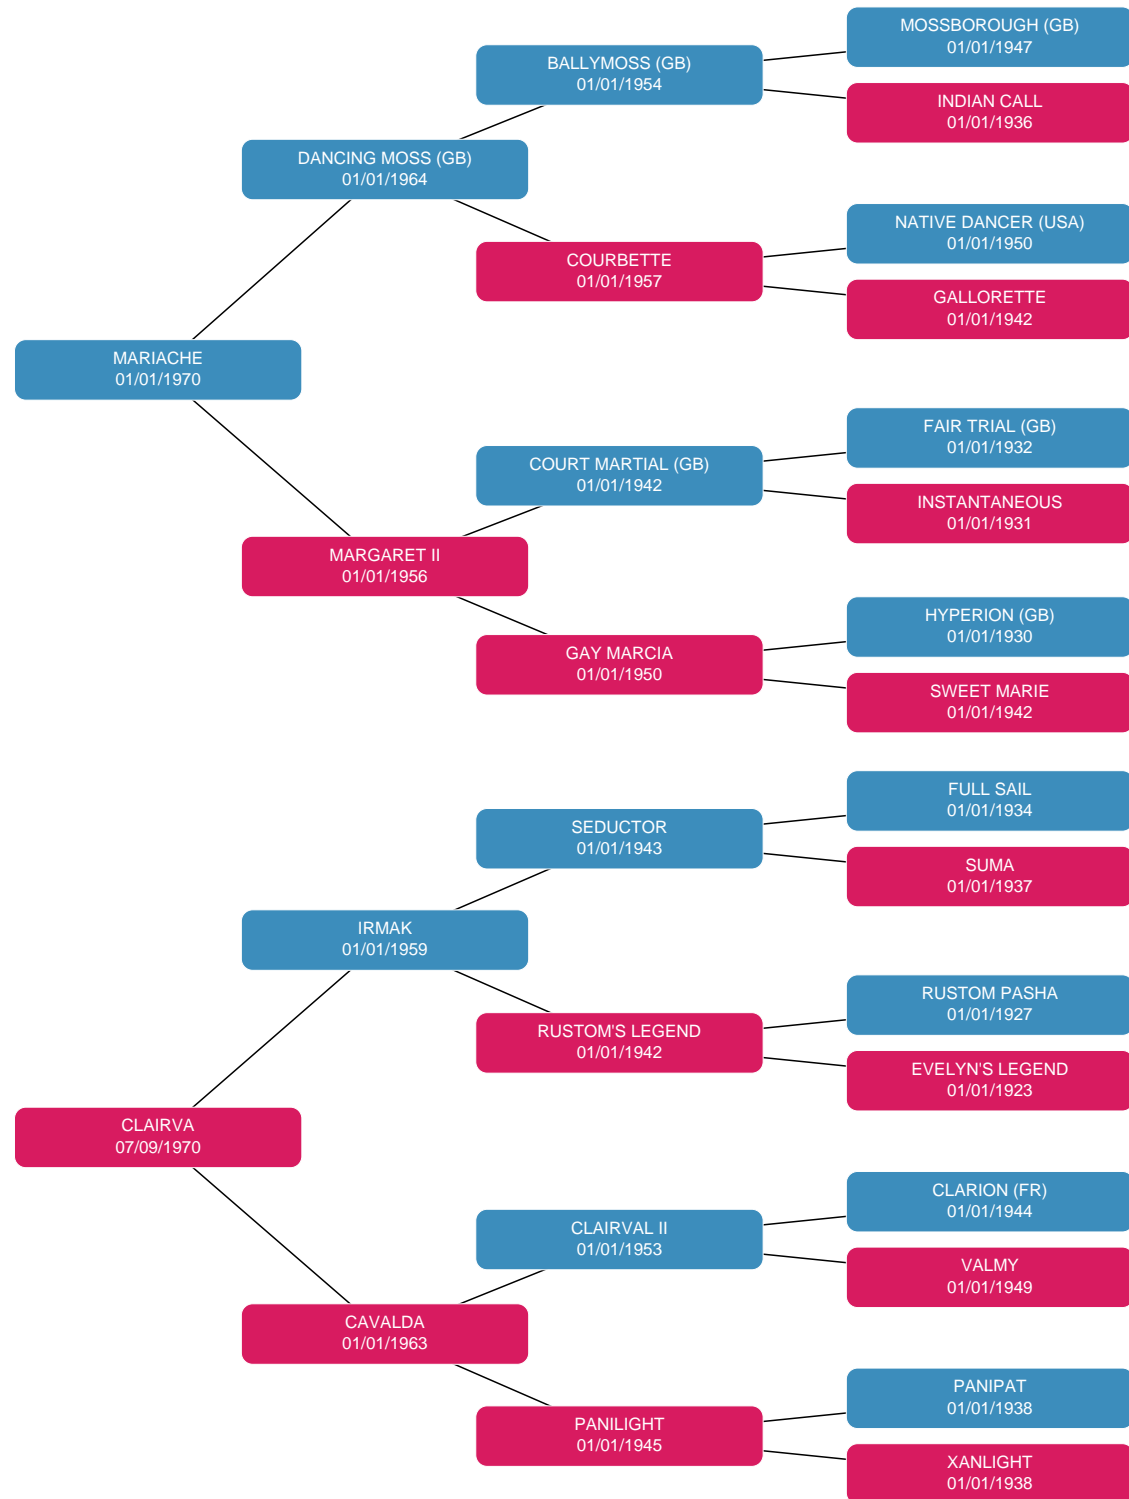 MOSSBOROUGH (GB)
01/01/1947
BALLYMOSS (GB)
01/01/1954
INDIAN CALL
01/01/1936
DANCING MOSS (GB)
01/01/1964
NATIVE DANCER (USA)
01/01/1950
COURBETTE
01/01/1957
GALLORETTE
01/01/1942
MARIACHE
01/01/1970
FAIR TRIAL (GB)
01/01/1932
COURT MARTIAL (GB)
01/01/1942
INSTANTANEOUS
01/01/1931
MARGARET II
01/01/1956
HYPERION (GB)
01/01/1930
GAY MARCIA
01/01/1950
SWEET MARIE
01/01/1942
FULL SAIL
01/01/1934
SEDUCTOR
01/01/1943
SUMA
01/01/1937
IRMAK
01/01/1959
RUSTOM PASHA
01/01/1927
RUSTOM'S LEGEND
01/01/1942
EVELYN'S LEGEND
01/01/1923
CLAIRVA
07/09/1970
CLARION (FR)
01/01/1944
CLAIRVAL II
01/01/1953
VALMY
01/01/1949
CAVALDA
01/01/1963
PANIPAT
01/01/1938
PANILIGHT
01/01/1945
XANLIGHT
01/01/1938